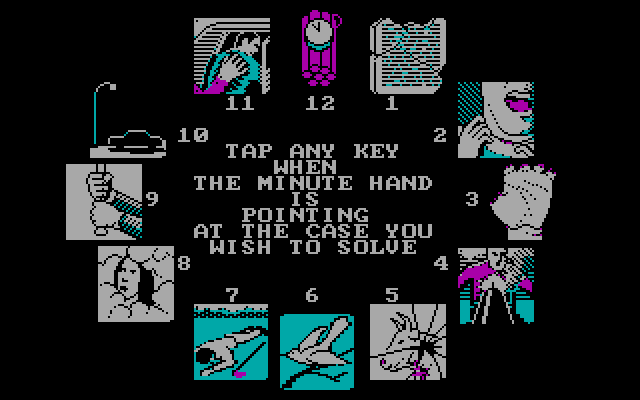 11
12
1
10
2
TAP ANY KEY
WHEN
THE MINUTE HAND
IS
POINTING
AT THE CASE YOU
WISH TO SOLVE
9
3
8
4
7
6
5